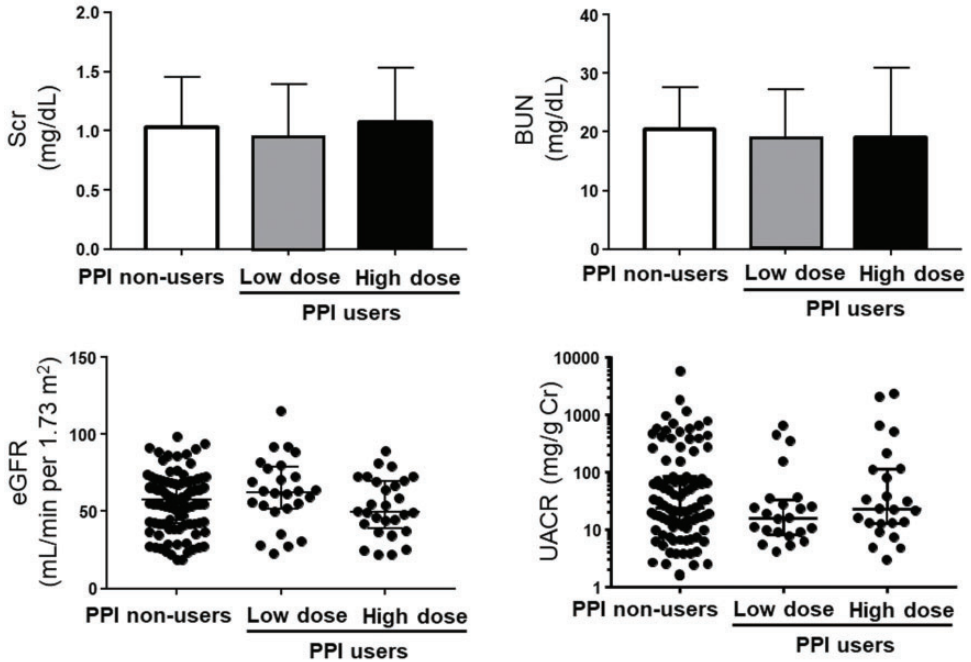 Scr
(mg/dL)
2.0
1.5
1.0
0.5
0.0
PPI non-users Low dose High dose
PPI users
BUN
(mg/dL)
40
30
20
10
0
PPI non-users Low dose High dose
PPI users
eGFR
(mL/min per 1.73 m²)
150
100
50
0
PPI non-users Low dose High dose
PPI users
UACR (mg/g Cr)
10000
1000
100
10
1
PPI non-users Low dose High dose
PPI users